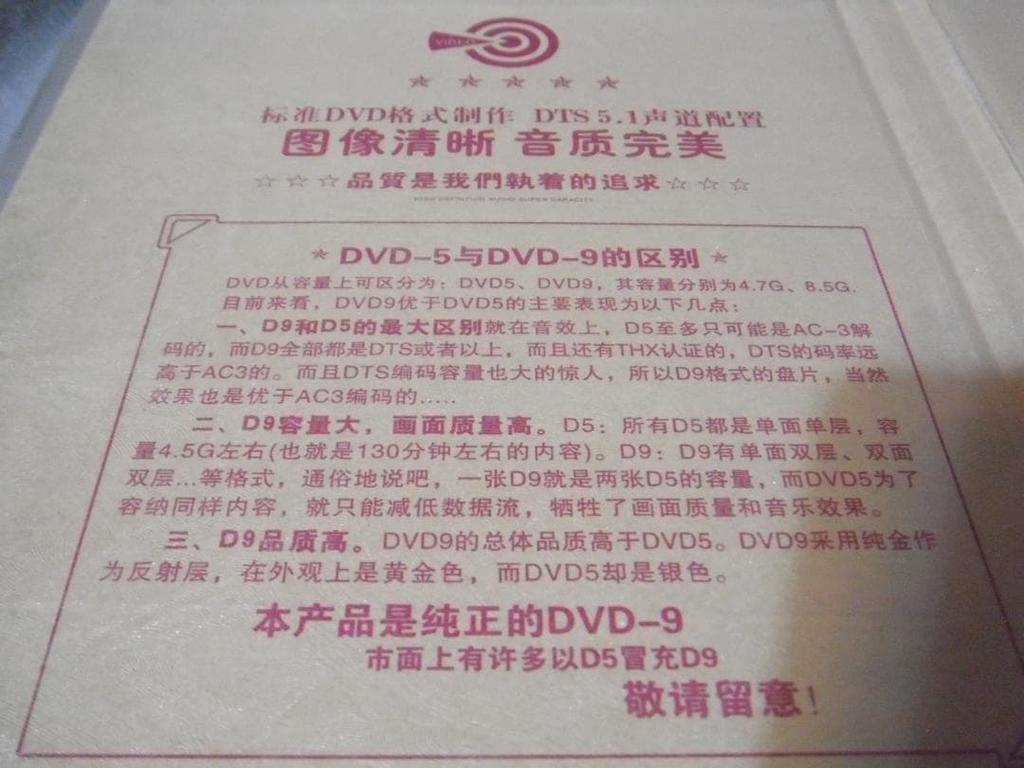 VIDEO
标准DVD格式制作 DTS 5.1声道配置
图像清晰 音质完美
☆☆☆品質是我們執着的追求☆☆☆
HIGH DEFINITION AUDIO SUPER CAPACITY
★ DVD-5与DVD-9的区别 ★
DVD从容量上可区分为：DVD5、DVD9，其容量分别为4.7G、8.5G.
目前来看，DVD9优于DVD5的主要表现为以下几点：
一、D9和D5的最大区别就在音效上，D5至多只可能是AC-3解
码的，而D9全部都是DTS或者以上，而且还有THX认证的，DTS的码率远
高于AC3的。而且DTS编码容量也大的惊人，所以D9格式的盘片，当然
效果也是优于AC3编码的.....
二、D9容量大，画面质量高。D5：所有D5都是单面单层，容
量4.5G左右(也就是130分钟左右的内容)。D9：D9有单面双层、双面
双层...等格式，通俗地说吧，一张D9就是两张D5的容量，而DVD5为了
容纳同样内容，就只能减低数据流，牺牲了画面质量和音乐效果。
三、D9品质高。DVD9的总体品质高于DVD5。DVD9采用纯金作
为反射层，在外观上是黄金色，而DVD5却是银色。
本产品是纯正的DVD-9
市面上有许多以D5冒充D9
敬请留意！